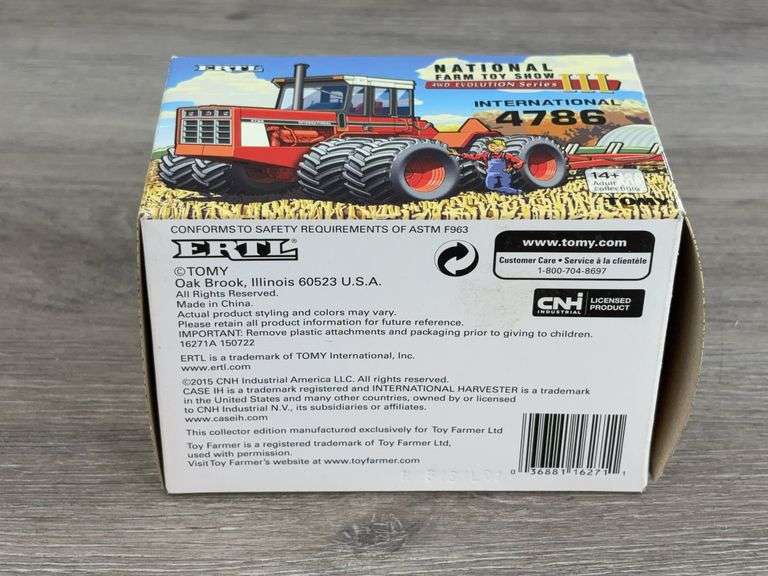 ERTL
NATIONAL
FARM TOY SHOW
4WD EVOLUTION Series III
INTERNATIONAL
4786
14+
Adult
Collectible
TOMY
CONFORMS TO SAFETY REQUIREMENTS OF ASTM F963
ERTL®
©TOMY
Oak Brook, Illinois 60523 U.S.A.
All Rights Reserved.
Made in China.
Actual product styling and colors may vary.
Please retain all product information for future reference.
IMPORTANT: Remove plastic attachments and packaging prior to giving to children.
16271A 150722
ERTL is a trademark of TOMY International, Inc.
www.ertl.com
©2015 CNH Industrial America LLC. All rights reserved.
CASE IH is a trademark registered and INTERNATIONAL HARVESTER is a trademark
in the United States and many other countries, owned by or licensed
to CNH Industrial N.V., its subsidiaries or affiliates.
www.caseih.com
This collector edition manufactured exclusively for Toy Farmer Ltd
Toy Farmer is a registered trademark of Toy Farmer Ltd,
used with permission.
Visit Toy Farmer's website at www.toyfarmer.com
www.tomy.com
Customer Care • Service à la clientèle
1-800-704-8697
CNH
INDUSTRIAL
LICENSED
PRODUCT
0 36881 16271 1